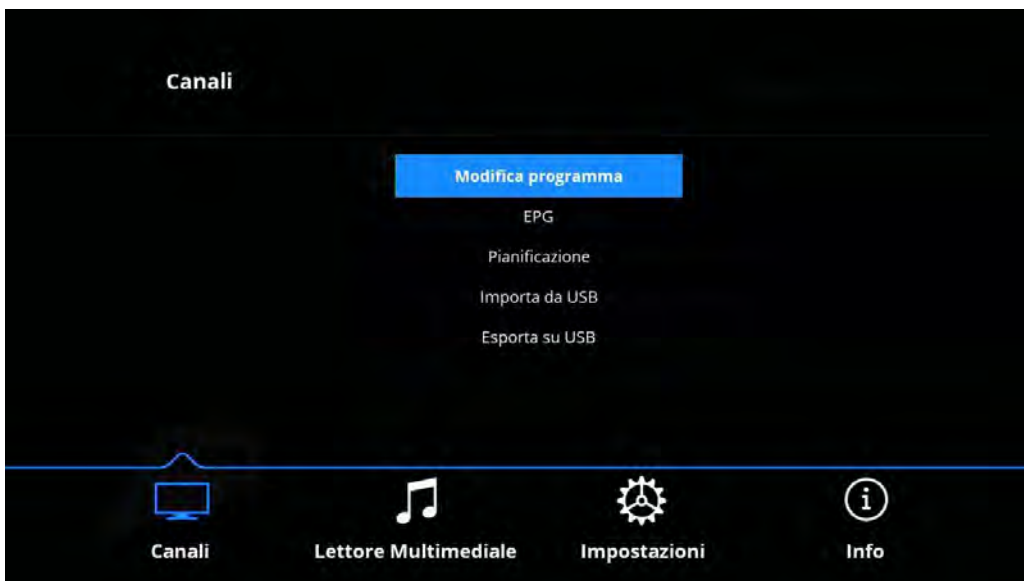 Canali
Modifica programma
EPG
Pianificazione
Importa da USB
Esporta su USB
Canali
Lettore Multimediale
Impostazioni
Info